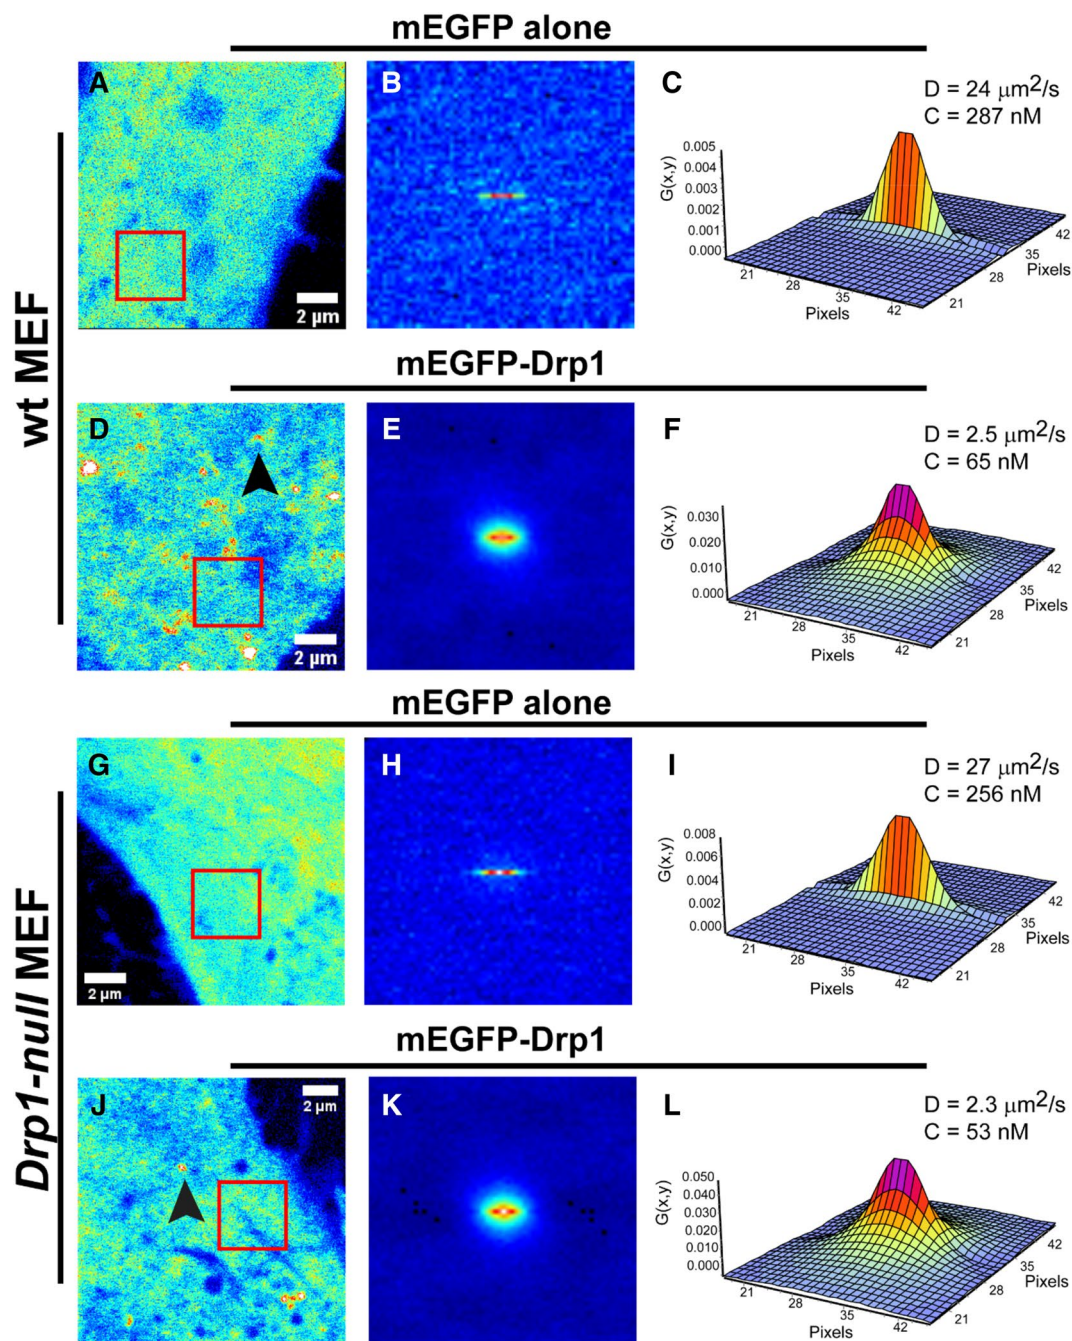 mEGFP alone
wt MEF
A
2 µm
B
C
D = 24 µm²/s
C = 287 nM
G(x,y)
0.005
0.004
0.003
0.002
0.001
0.000
21
28
35
42
Pixels
21
28
35
42
Pixels
mEGFP-Drp1
D
2 µm
E
F
D = 2.5 µm²/s
C = 65 nM
G(x,y)
0.030
0.020
0.010
0.000
21
28
35
42
Pixels
21
28
35
42
Pixels
mEGFP alone
Drp1-null MEF
G
2 µm
H
I
D = 27 µm²/s
C = 256 nM
G(x,y)
0.008
0.006
0.004
0.002
0.000
21
28
35
42
Pixels
21
28
35
42
Pixels
mEGFP-Drp1
J
2 µm
K
L
D = 2.3 µm²/s
C = 53 nM
G(x,y)
0.050
0.040
0.030
0.020
0.010
0.000
21
28
35
42
Pixels
21
28
35
42
Pixels